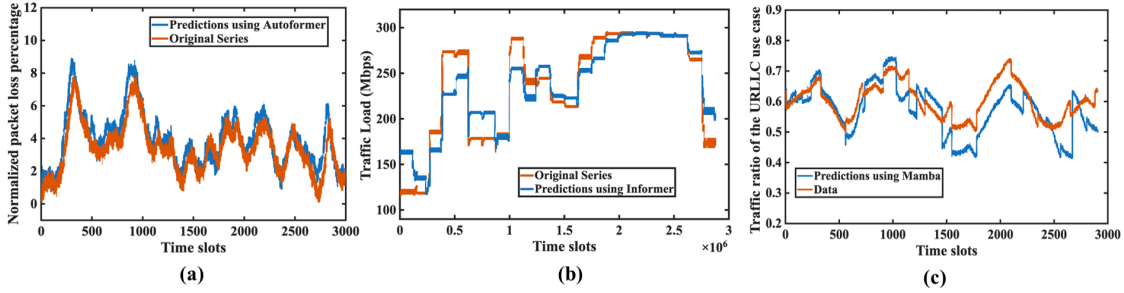 Normalized packet loss percentage
12
10
8
6
4
2
0
Predictions using Autoformer
Original Series
0 500 1000 1500 2000 2500 3000
Time slots
(a)
Traffic Load (Mbps)
300
250
200
150
100
Original Series
Predictions using Informer
0 0.5 1 1.5 2 2.5 3
Time slots ×10⁶
(b)
Traffic ratio of the URLLC use case
0.9
0.8
0.7
0.6
0.5
0.4
0.3
0.2
Predictions using Mamba
Data
0 500 1000 1500 2000 2500 3000
Time slots
(c)